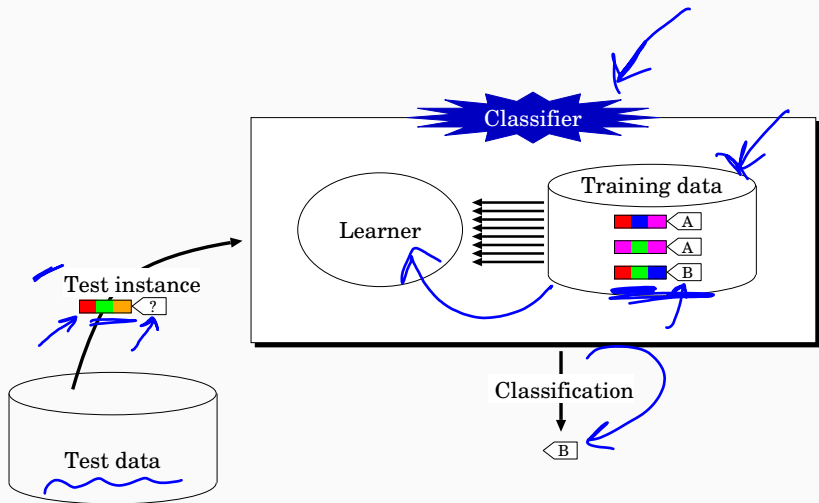 Classifier
Training data
A
Learner
A
B
Test instance
?
Classification
B
Test data